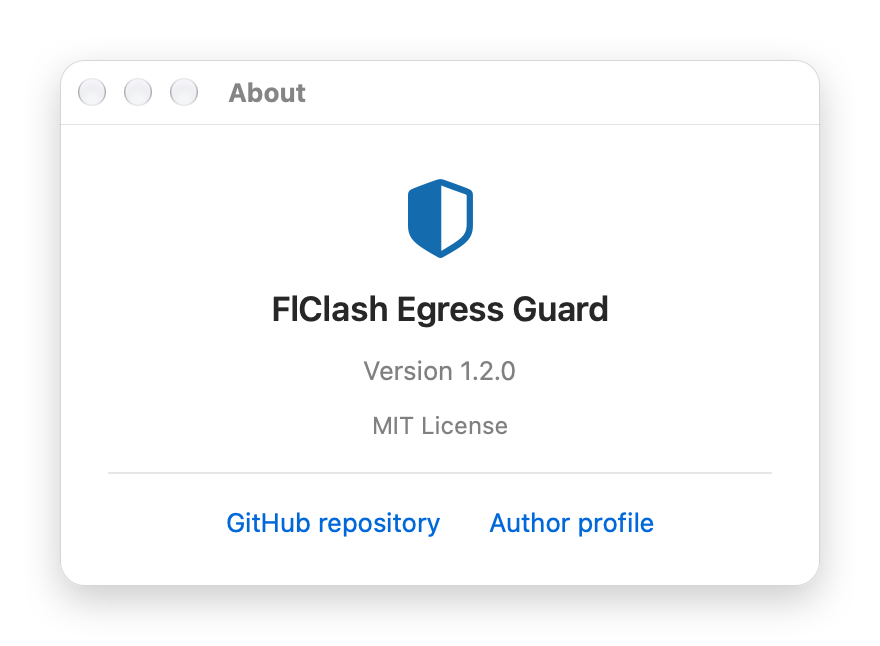 About
FlClash Egress Guard
Version 1.2.0
MIT License
GitHub repository Author profile